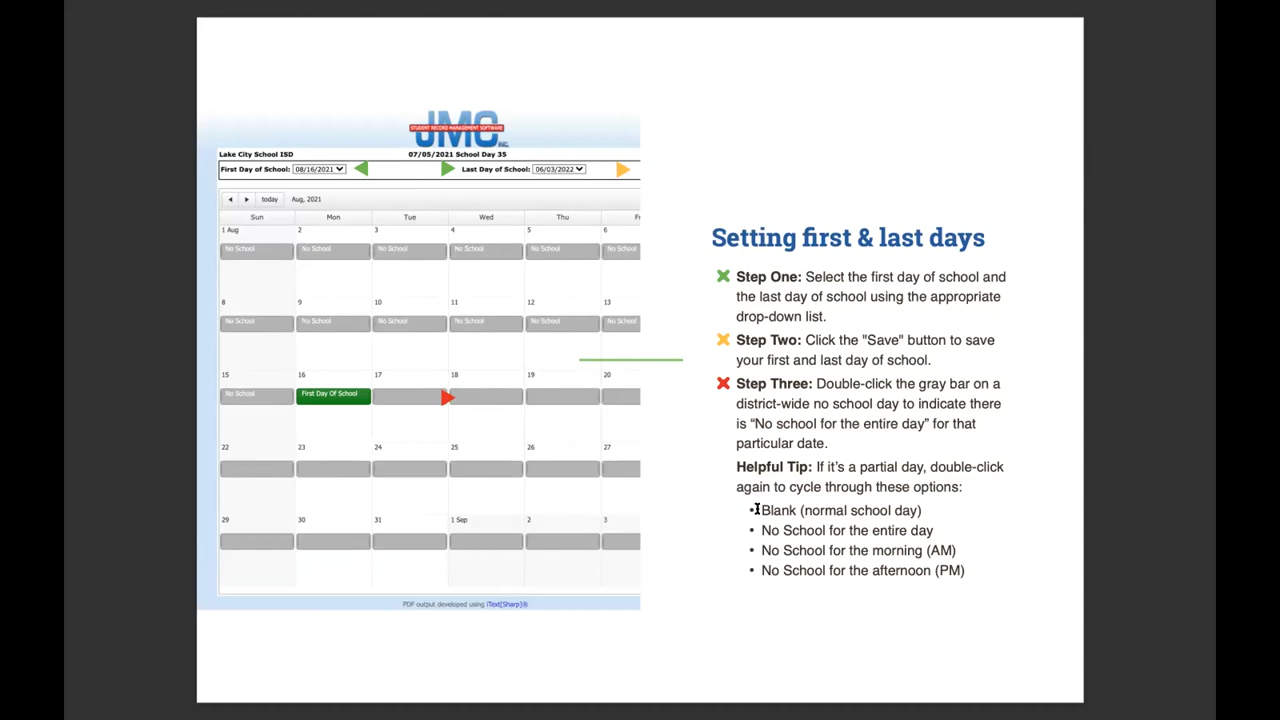 JMC INC.
STUDENT RECORD MANAGEMENT SOFTWARE
Lake City School ISD 07/05/2021 School Day 35
First Day of School: 08/16/2021 Last Day of School: 06/03/2022
today Aug, 2021
Sun Mon Tue Wed Thu Fr
1 Aug 2 3 4 5 6
No School No School No School No School No School No School
8 9 10 11 12 13
No School No School No School No School No School No School
15 16 17 18 19 20
No School First Day Of School
22 23 24 25 26 27
29 30 31 1 Sep 2 3
PDF output developed using iText[Sharp]®
Setting first & last days
Step One: Select the first day of school and
the last day of school using the appropriate
drop-down list.
Step Two: Click the "Save" button to save
your first and last day of school.
Step Three: Double-click the gray bar on a
district-wide no school day to indicate there
is “No school for the entire day” for that
particular date.
Helpful Tip: If it’s a partial day, double-click
again to cycle through these options:
• Blank (normal school day)
• No School for the entire day
• No School for the morning (AM)
• No School for the afternoon (PM)